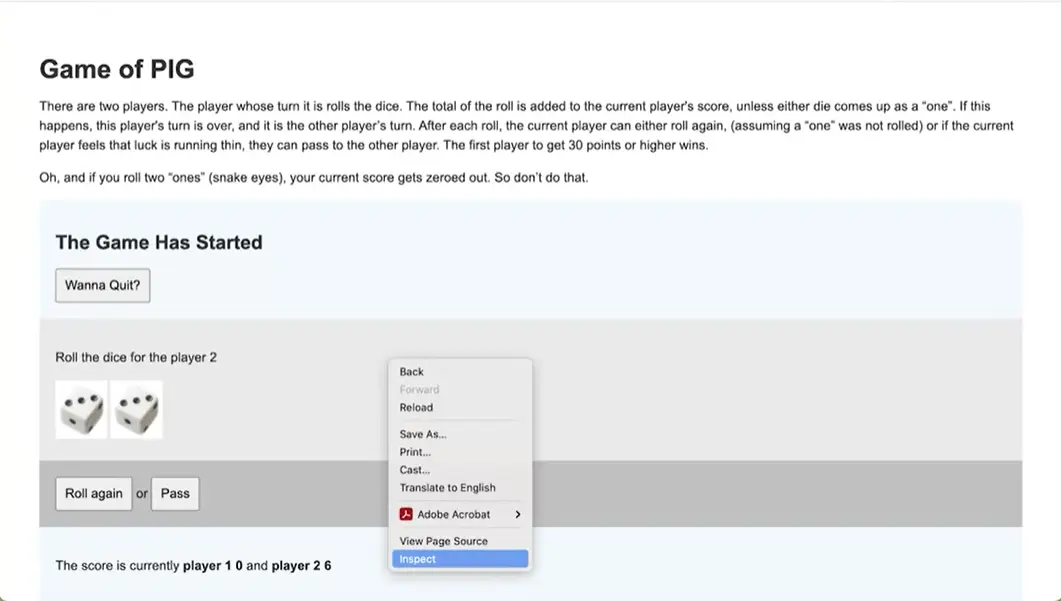 Game of PIG
There are two players. The player whose turn it is rolls the dice. The total of the roll is added to the current player's score, unless either die comes up as a “one”. If this
happens, this player's turn is over, and it is the other player’s turn. After each roll, the current player can either roll again, (assuming a “one” was not rolled) or if the current
player feels that luck is running thin, they can pass to the other player. The first player to get 30 points or higher wins.
Oh, and if you roll two “ones” (snake eyes), your current score gets zeroed out. So don’t do that.
The Game Has Started
Wanna Quit?
Roll the dice for the player 2
Roll again or Pass
The score is currently player 1 0 and player 2 6
Back
Forward
Reload
Save As...
Print...
Cast...
Translate to English
Adobe Acrobat
View Page Source
Inspect